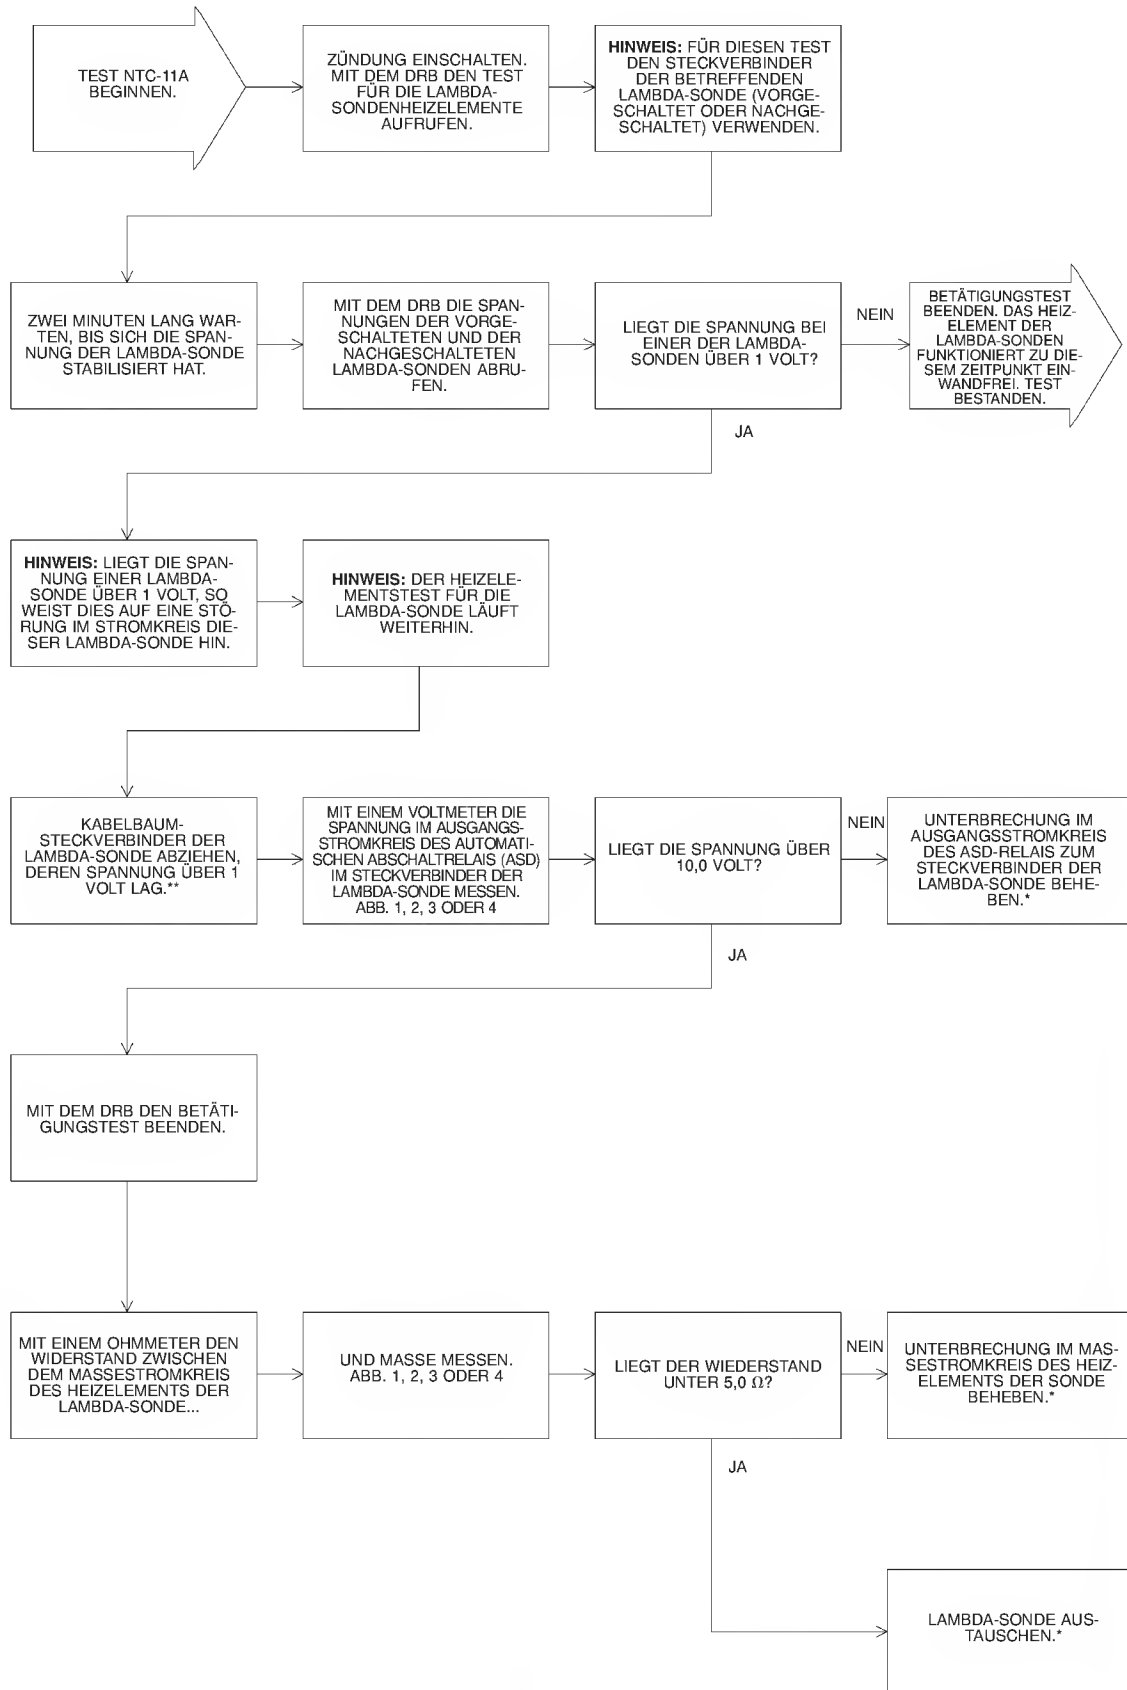 TEST NTC-11A
BEGINNEN.
ZÜNDUNG EINSCHALTEN.
MIT DEM DRB DEN TEST
FÜR DIE LAMBDA-
SONDENHEIZELEMENTE
AUFRUFEN.
HINWEIS: FÜR DIESEN TEST
DEN STECKVERBINDER
DER BETREFFENDEN
LAMBDA-SONDE (VORGE-
SCHALTET ODER NACHGE-
SCHALTET) VERWENDEN.
ZWEI MINUTEN LANG WAR-
TEN, BIS SICH DIE SPAN-
NUNG DER LAMBDA-SONDE
STABILISIERT HAT.
MIT DEM DRB DIE SPAN-
NUNGEN DER VORGE-
SCHALTETEN UND DER
NACHGESCHALTETEN
LAMBDA-SONDEN ABRU-
FEN.
LIEGT DIE SPANNUNG BEI
EINER DER LAMBDA-
SONDEN ÜBER 1 VOLT?
NEIN
BETÄTIGUNGSTEST
BEENDEN. DAS HEIZ-
ELEMENT DER
LAMBDA-SONDEN
FUNKTIONIERT ZU DIE-
SEM ZEITPUNKT EIN-
WANDFREI. TEST
BESTANDEN.
JA
HINWEIS: LIEGT DIE SPAN-
NUNG EINER LAMBDA-
SONDE ÜBER 1 VOLT, SO
WEIST DIES AUF EINE STÖ-
RUNG IM STROMKREIS DIE-
SER LAMBDA-SONDE HIN.
HINWEIS: DER HEIZELE-
MENTSTEST FÜR DIE
LAMBDA-SONDE LÄUFT
WEITERHIN.
KABELBAUM-
STECKVERBINDER DER
LAMBDA-SONDE ABZIEHEN,
DEREN SPANNUNG ÜBER 1
VOLT LAG.**
MIT EINEM VOLTMETER DIE
SPANNUNG IM AUSGANGS-
STROMKREIS DES AUTOMATI-
SCHEN ABSCHALTRELAIS (ASD)
IM STECKVERBINDER DER
LAMBDA-SONDE MESSEN.
ABB. 1, 2, 3 ODER 4
LIEGT DIE SPANNUNG ÜBER
10,0 VOLT?
NEIN
UNTERBRECHUNG IM
AUSGANGSSTROMKREIS
DES ASD-RELAIS ZUM
STECKVERBINDER DER
LAMBDA-SONDE BEHE-
BEN.*
JA
MIT DEM DRB DEN BETÄTI-
GUNGSTEST BEENDEN.
MIT EINEM OHMMETER DEN
WIDERSTAND ZWISCHEN
DEM MASSESTROMKREIS
DES HEIZELEMENTS DER
LAMBDA-SONDE...
UND MASSE MESSEN.
ABB. 1, 2, 3 ODER 4
LIEGT DER WIEDERSTAND
UNTER 5,0 Ω?
NEIN
UNTERBRECHUNG IM MAS-
SESTROMKREIS DES HEIZ-
ELEMENTS DER SONDE
BEHEBEN.*
JA
LAMBDA-SONDE AUS-
TAUSCHEN.*